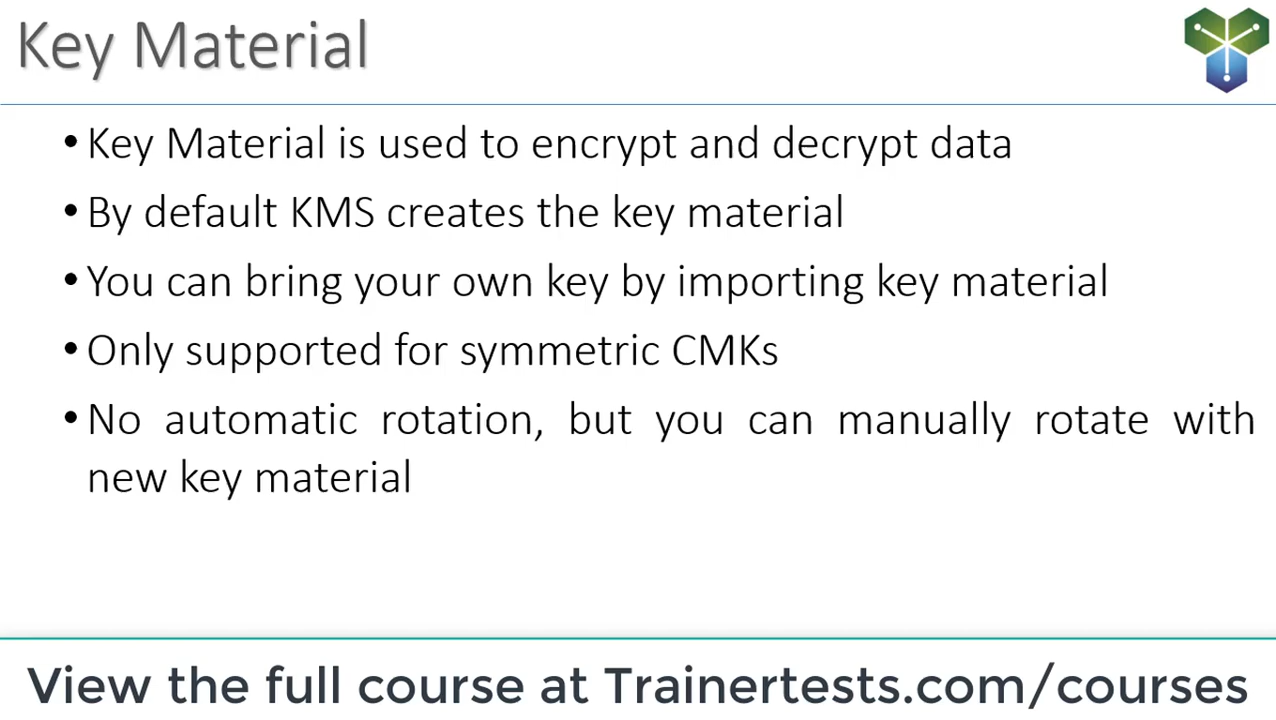 Key Material
• Key Material is used to encrypt and decrypt data
• By default KMS creates the key material
• You can bring your own key by importing key material
• Only supported for symmetric CMKs
• No automatic rotation, but you can manually rotate with
new key material
View the full course at Trainertests.com/courses